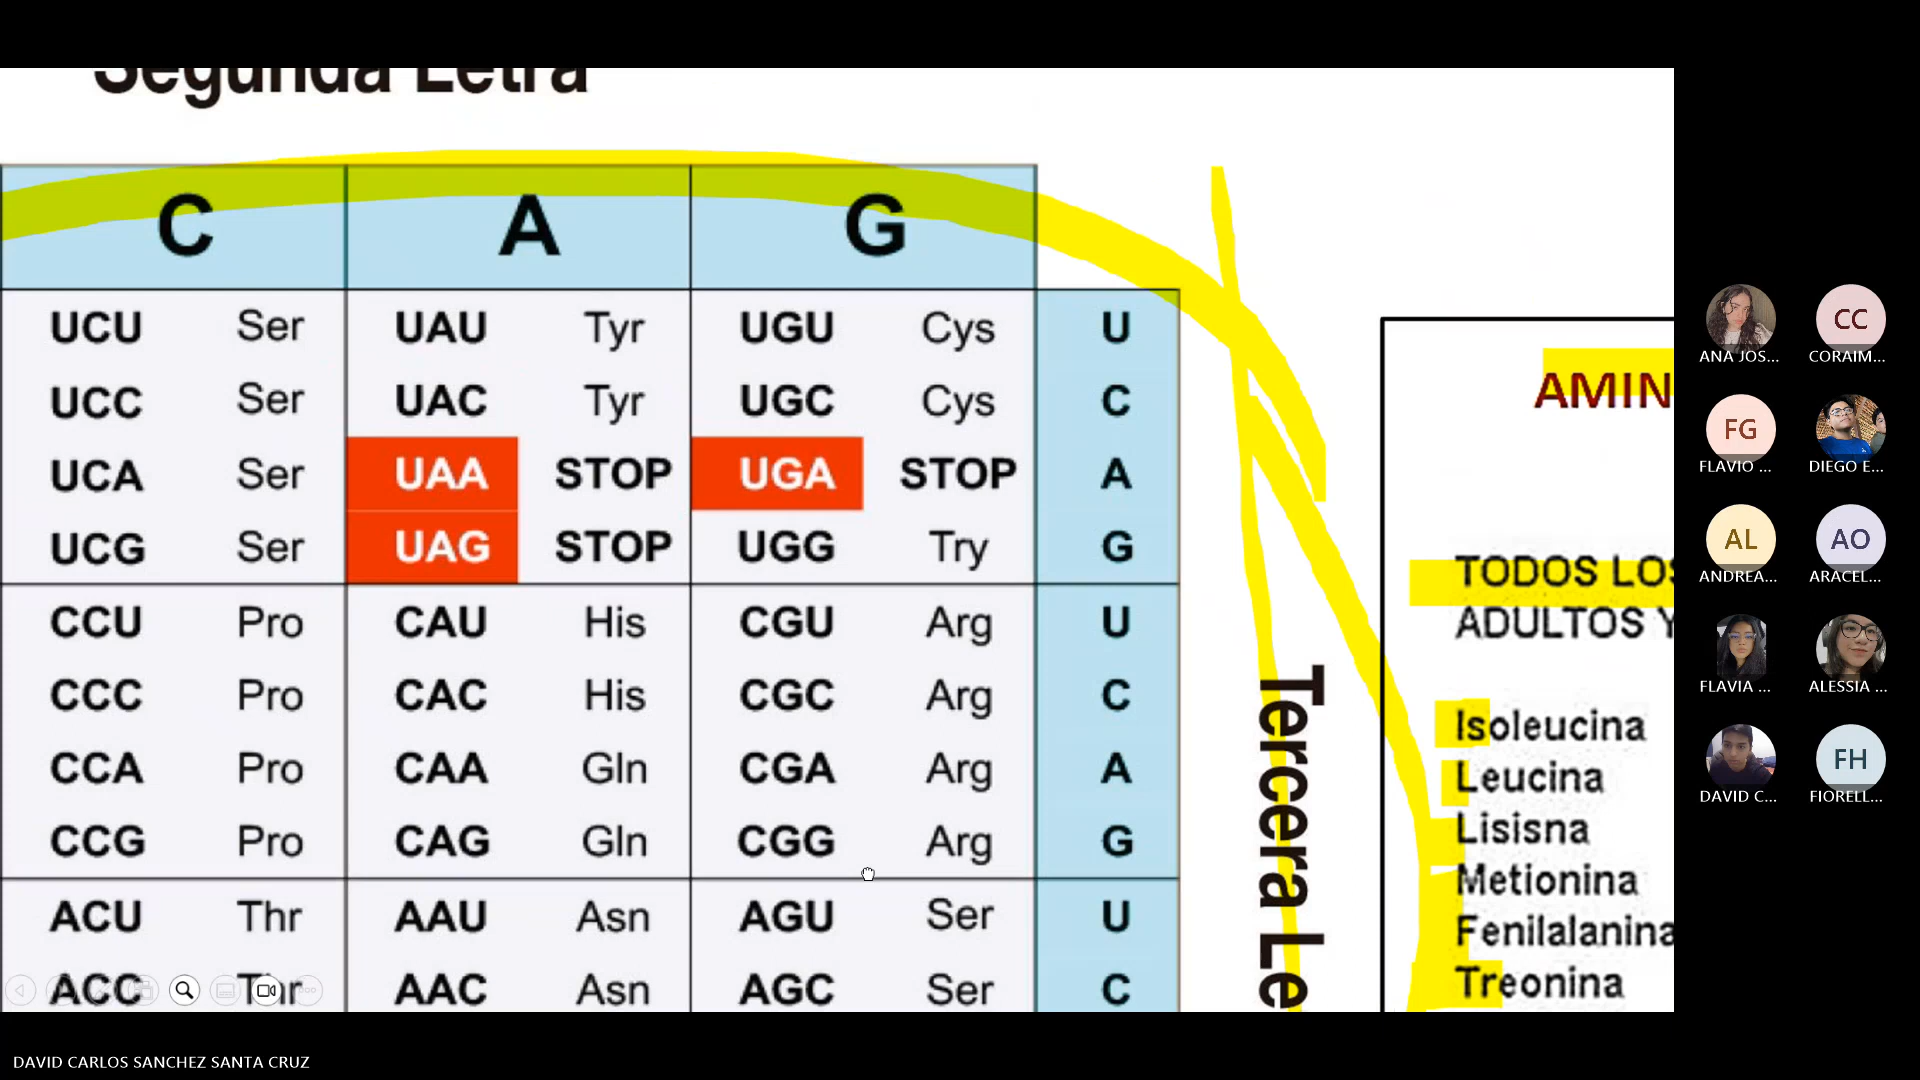 Segunda Letra
C A G
UCU Ser UAU Tyr UGU Cys U
UCC Ser UAC Tyr UGC Cys C
UCA Ser UAA STOP UGA STOP A
UCG Ser UAG STOP UGG Try G
CCU Pro CAU His CGU Arg U
CCC Pro CAC His CGC Arg C
CCA Pro CAA Gln CGA Arg A
CCG Pro CAG Gln CGG Arg G
ACU Thr AAU Asn AGU Ser U
ACC Thr AAC Asn AGC Ser C
Tercera Le
AMIN
TODOS LOS
ADULTOS Y
Isoleucina
Leucina
Lisisna
Metionina
Fenilalanina
Treonina
ANA JOS...
CC
CORAIM...
FG
FLAVIO ...
DIEGO E...
AL
ANDREA...
AO
ARACEL...
FLAVIA ...
ALESSIA ...
DAVID C...
FH
FIORELL...
DAVID CARLOS SANCHEZ SANTA CRUZ